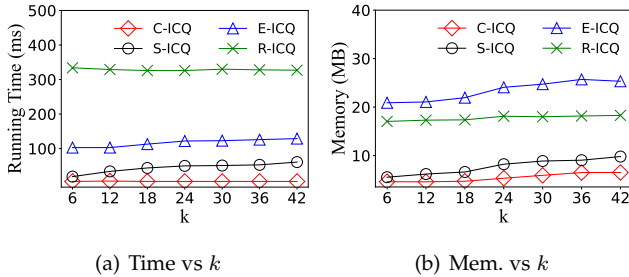 500
400
300
200
100
Running Time (ms)
C-ICQ
S-ICQ
E-ICQ
R-ICQ
6 12 18 24 30 36 42
k
(a) Time vs k
40
30
20
10
Memory (MB)
C-ICQ
S-ICQ
E-ICQ
R-ICQ
6 12 18 24 30 36 42
k
(b) Mem. vs k